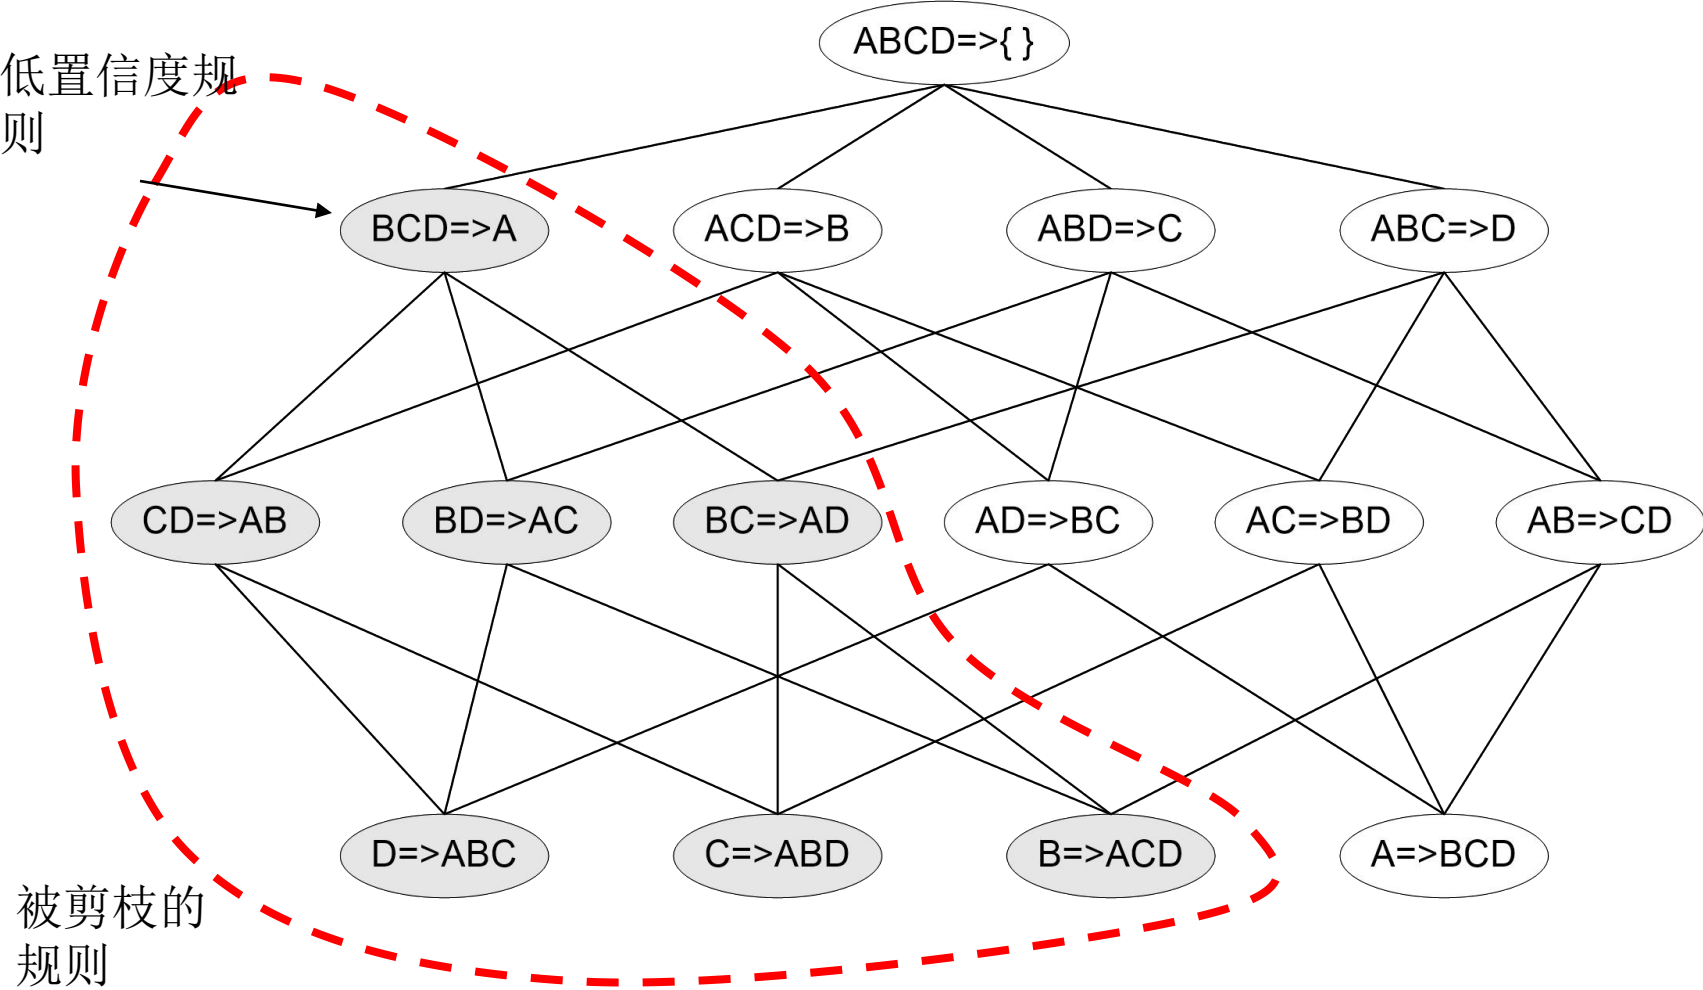 ABCD=>{ }
低置信度规
则
BCD=>A
ACD=>B
ABD=>C
ABC=>D
CD=>AB
BD=>AC
BC=>AD
AD=>BC
AC=>BD
AB=>CD
D=>ABC
C=>ABD
B=>ACD
A=>BCD
被剪枝的
规则